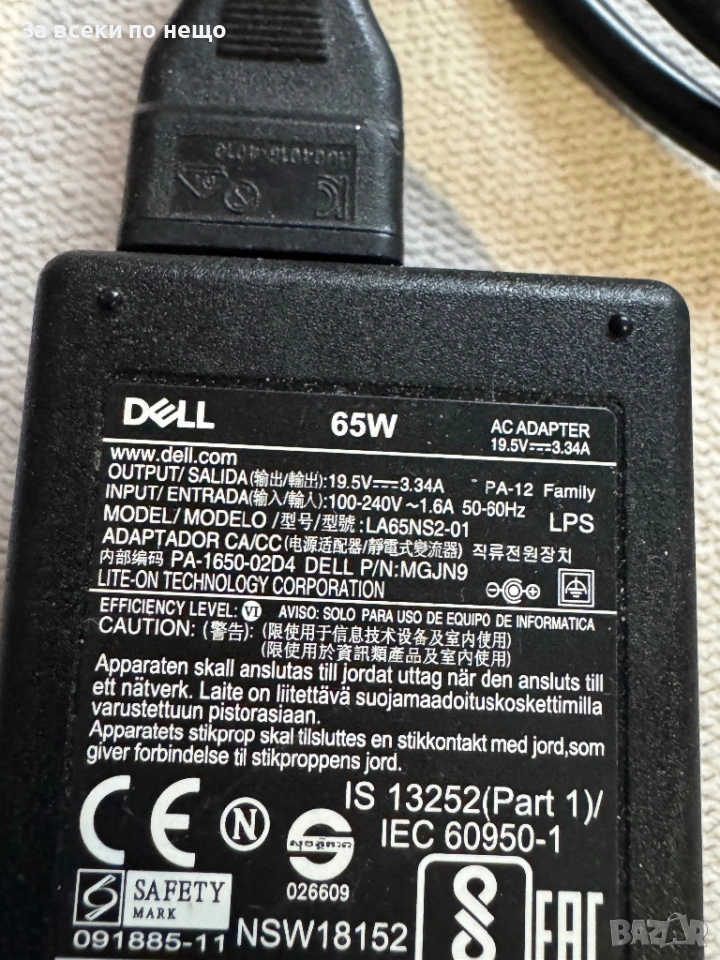 За всеки по нещо
DELL 65W AC ADAPTER
19.5V⎓3.34A
www.dell.com
OUTPUT/ SALIDA(输出/輸出):19.5V⎓3.34A PA-12 Family
INPUT/ ENTRADA(输入/輸入):100-240V ~1.6A 50-60Hz
MODEL/ MODELO /型号/型號:LA65NS2-01 LPS
ADAPTADOR CA/CC(电源适配器/靜電式變流器) 직류전원장치
内部编码 PA-1650-02D4 DELL P/N:MGJN9
LITE-ON TECHNOLOGY CORPORATION
EFFICIENCY LEVEL: VI AVISO: SOLO PARA USO DE EQUIPO DE INFORMATICA
CAUTION: (警告): (限使用于信息技术设备及室内使用)
(限使用於資訊類產品及室內使用)
Apparaten skall anslutas till jordat uttag när den ansluts till
ett nätverk. Laite on liitettävä suojamaadoituskoskettimilla
varustettuun pistorasiaan.
Apparatets stikprop skal tilsluttes en stikkontakt med jord,som
giver forbindelse til stikproppens jord.
CE N IS 13252(Part 1)/
IEC 60950-1
026609
SAFETY
MARK
091885-11 NSW18152
EAC
BAZAR